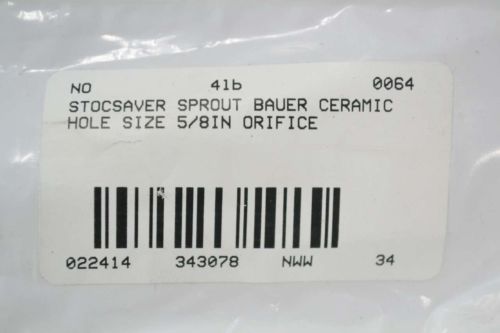 NO 41b 0064
STOCSAVER SPROUT BAUER CERAMIC
HOLE SIZE 5/8IN ORIFICE
022414 343078 NWW 34